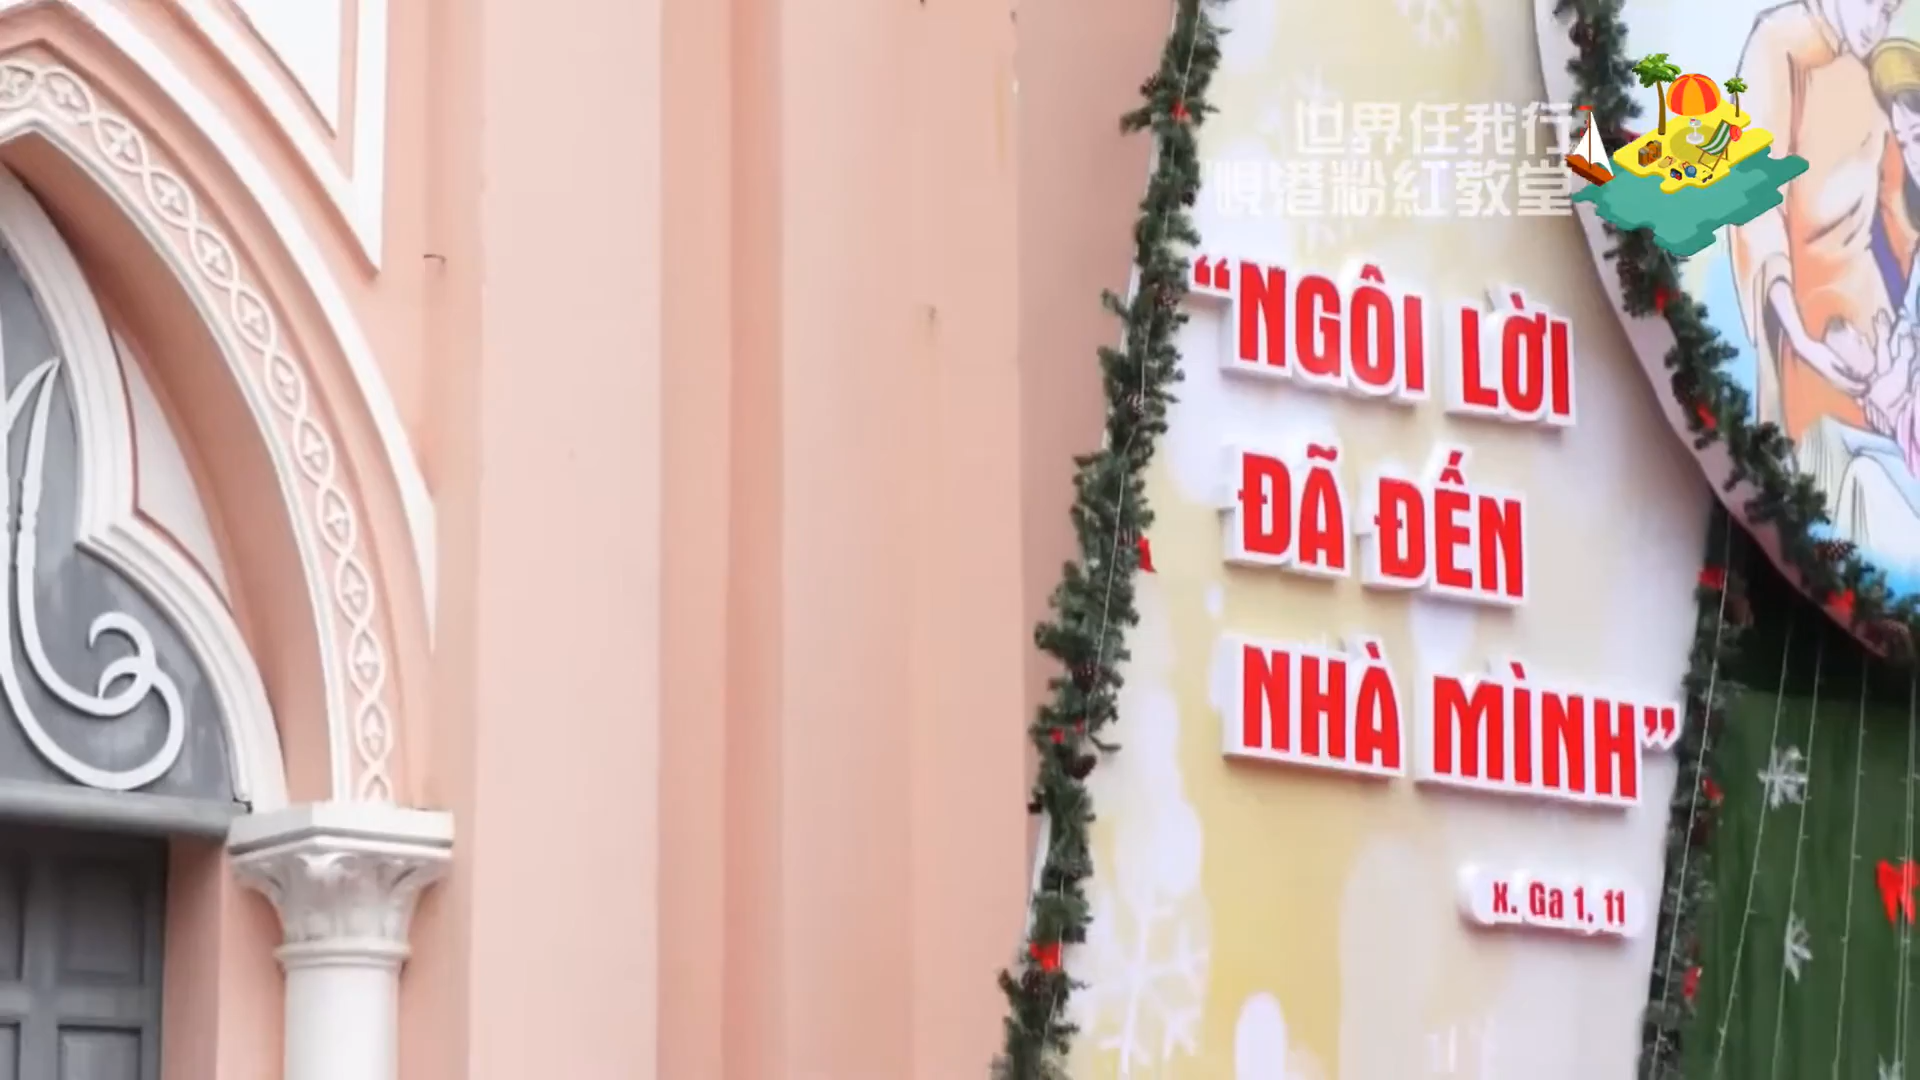 世界任我行
峴港粉紅教堂
“NGÔI LỜI
ĐÃ ĐẾN
NHÀ MÌNH”
X. Ga 1, 11